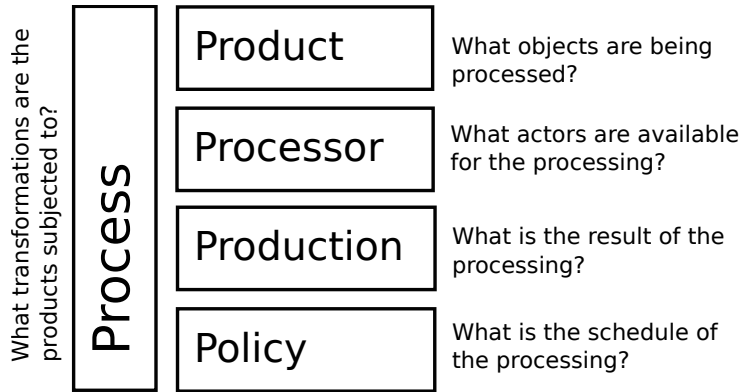 What transformations are the
products subjected to?
Process
Product
What objects are being
processed?
Processor
What actors are available
for the processing?
Production
What is the result of the
processing?
Policy
What is the schedule of
the processing?